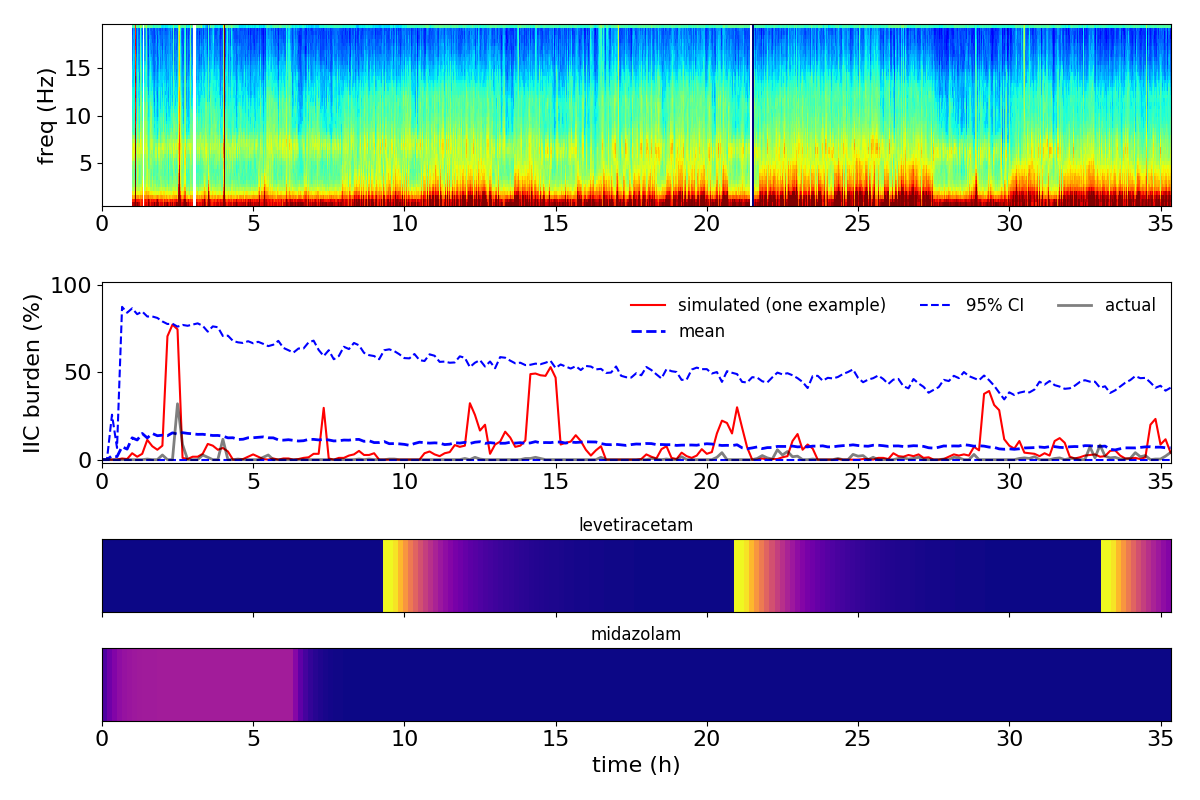 freq (Hz)
15
10
5
0 5 10 15 20 25 30 35
IIC burden (%)
100
50
0
simulated (one example) 95% CI actual
mean
0 5 10 15 20 25 30 35
levetiracetam
midazolam
0 5 10 15 20 25 30 35
time (h)